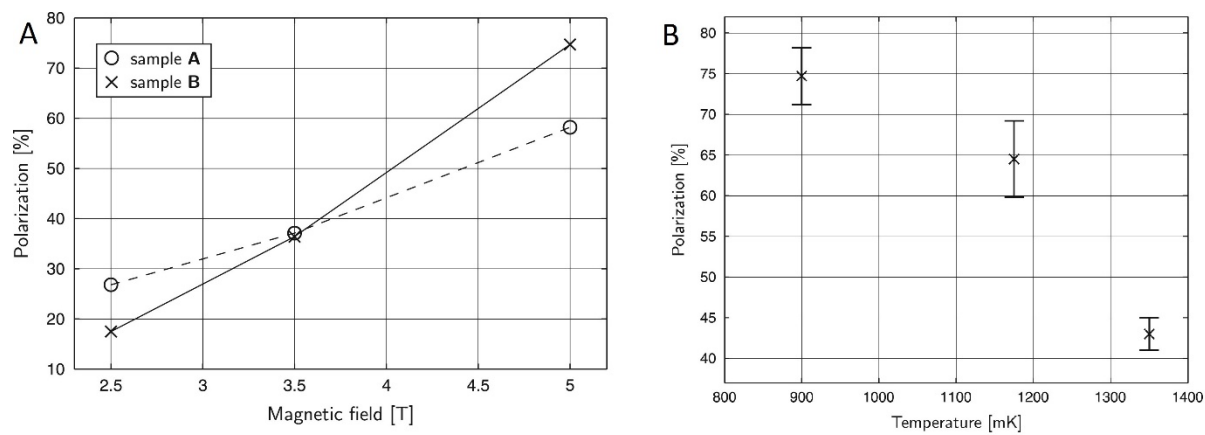 A
sample A
sample B
Polarization [%]
80
70
60
50
40
30
20
10
2.5 3 3.5 4 4.5 5
Magnetic field [T]
B
Polarization [%]
80
75
70
65
60
55
50
45
40
800 900 1000 1100 1200 1300 1400
Temperature [mK]